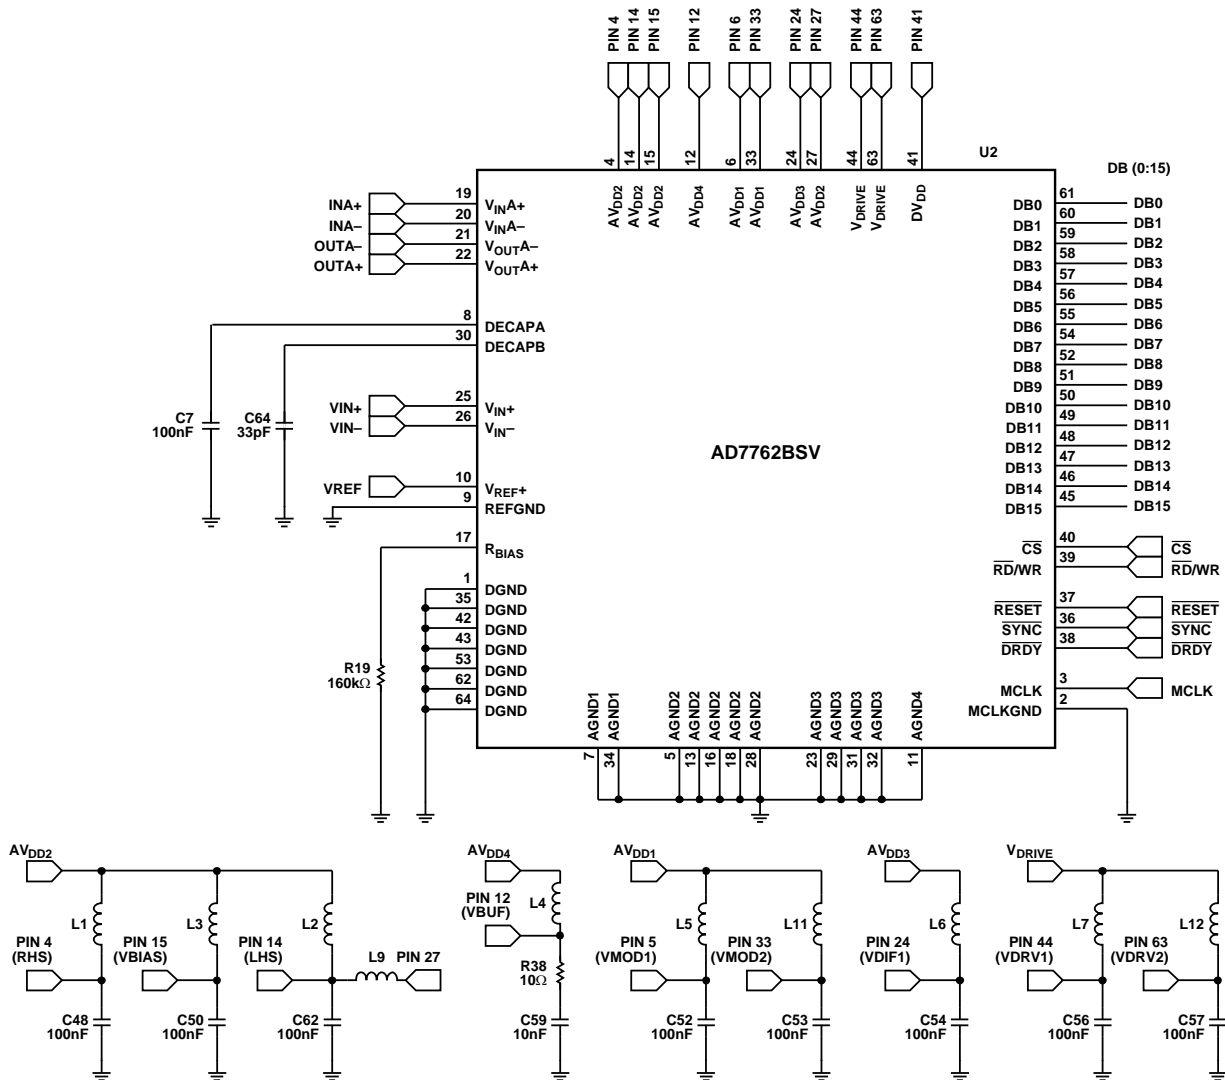 PIN 4
PIN 14
PIN 15
PIN 12
PIN 6
PIN 33
PIN 24
PIN 27
PIN 44
PIN 63
PIN 41
4
14
15
12
6
33
24
27
44
63
41
U2
DB (0:15)
AVDD2
AVDD2
AVDD2
AVDD4
AVDD1
AVDD1
AVDD3
AVDD2
VDRIVE
VDRIVE
DVDD
INA+ 19 VINA+
INA− 20 VINA−
OUTA− 21 VOUTA−
OUTA+ 22 VOUTA+
8 DECAPA
30 DECAPB
C7
100nF
C64
33pF
VIN+ 25 VIN+
VIN− 26 VIN−
VREF 10 VREF+
9 REFGND
17 RBIAS
1 DGND
35 DGND
42 DGND
43 DGND
53 DGND
62 DGND
64 DGND
R19
160kΩ
AD7762BSV
DB0 61 DB0
DB1 60 DB1
DB2 59 DB2
DB3 58 DB3
DB4 57 DB4
DB5 56 DB5
DB6 55 DB6
DB7 54 DB7
DB8 52 DB8
DB9 51 DB9
DB10 50 DB10
DB11 49 DB11
DB12 48 DB12
DB13 47 DB13
DB14 46 DB14
DB15 45 DB15
CS 40 CS
RD/WR 39 RD/WR
RESET 37 RESET
SYNC 36 SYNC
DRDY 38 DRDY
MCLK 3 MCLK
MCLKGND 2
AGND1
AGND1
AGND2
AGND2
AGND2
AGND2
AGND2
AGND3
AGND3
AGND3
AGND3
AGND4
7
34
5
13
16
18
28
23
29
31
32
11
AVDD2
L1
L3
L2
PIN 4
(RHS)
PIN 15
(VBIAS)
PIN 14
(LHS)
L9
PIN 27
C48
100nF
C50
100nF
C62
100nF
AVDD4
PIN 12
(VBUF)
L4
R38
10Ω
C59
10nF
AVDD1
L5
L11
PIN 5
(VMOD1)
PIN 33
(VMOD2)
C52
100nF
C53
100nF
AVDD3
L6
PIN 24
(VDIF1)
C54
100nF
VDRIVE
L7
L12
PIN 44
(VDRV1)
PIN 63
(VDRV2)
C56
100nF
C57
100nF